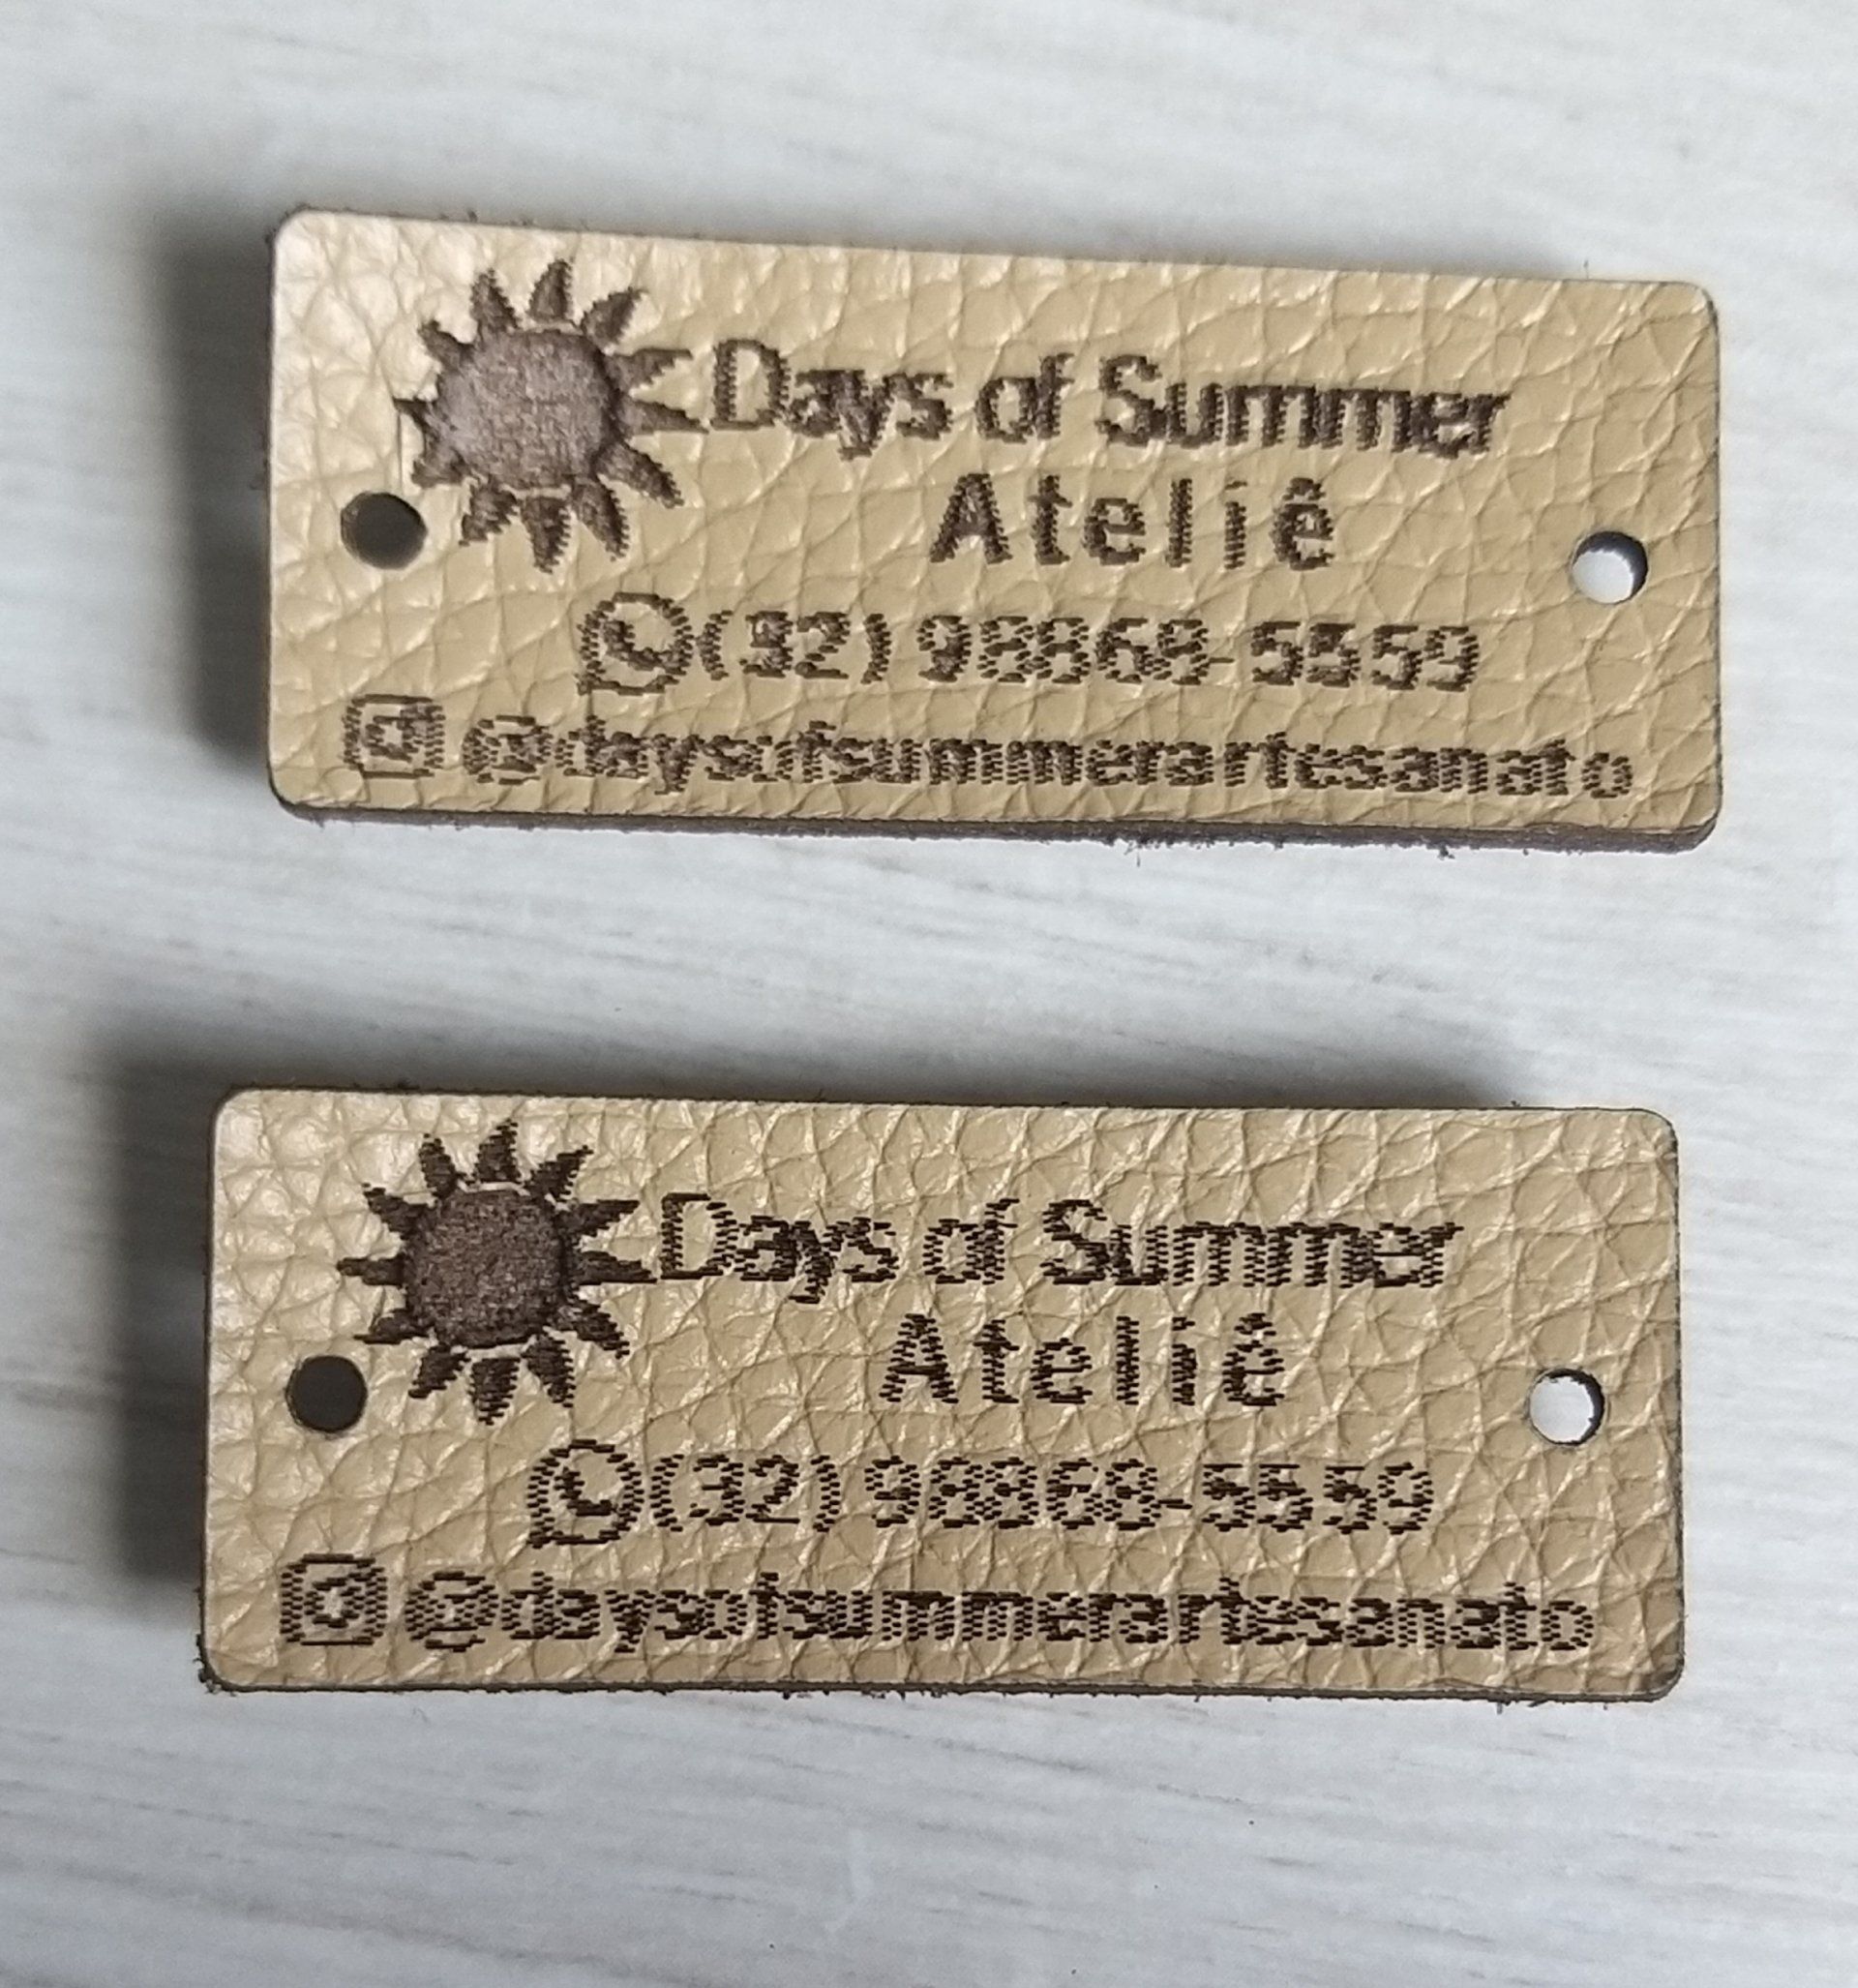 Days of Summer
Ateliê
(32) 98868-5559
@daysofsummerartesanato
Days of Summer
Ateliê
(32) 98868-5559
@daysofsummerartesanato